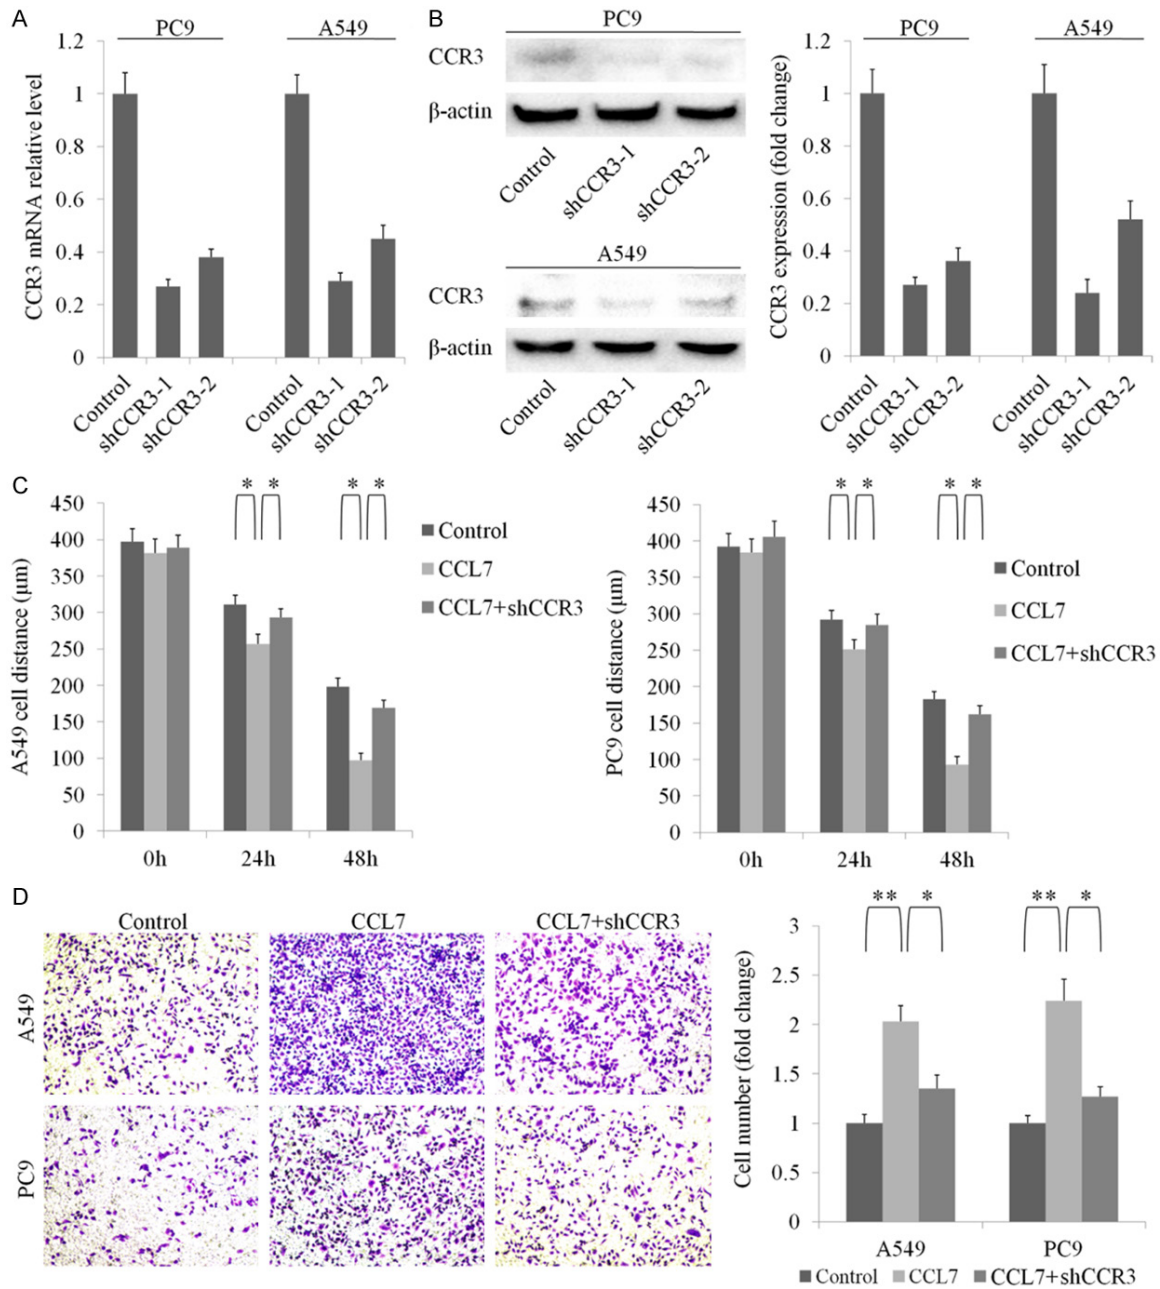 A
PC9
A549
CCR3 mRNA relative level
1.2
1
0.8
0.6
0.4
0.2
0
Control
shCCR3-1
shCCR3-2
Control
shCCR3-1
shCCR3-2
B
PC9
CCR3
β-actin
Control
shCCR3-1
shCCR3-2
A549
CCR3
β-actin
Control
shCCR3-1
shCCR3-2
PC9
A549
CCR3 expression (fold change)
1.2
1
0.8
0.6
0.4
0.2
0
Control
shCCR3-1
shCCR3-2
Control
shCCR3-1
shCCR3-2
C
* *
* *
A549 cell distance (μm)
450
400
350
300
250
200
150
100
50
0
0h
24h
48h
Control
CCL7
CCL7+shCCR3
* *
* *
PC9 cell distance (μm)
450
400
350
300
250
200
150
100
50
0
0h
24h
48h
Control
CCL7
CCL7+shCCR3
D
Control
CCL7
CCL7+shCCR3
A549
PC9
** *
** *
Cell number (fold change)
3
2.5
2
1.5
1
0.5
0
A549
PC9
Control
CCL7
CCL7+shCCR3